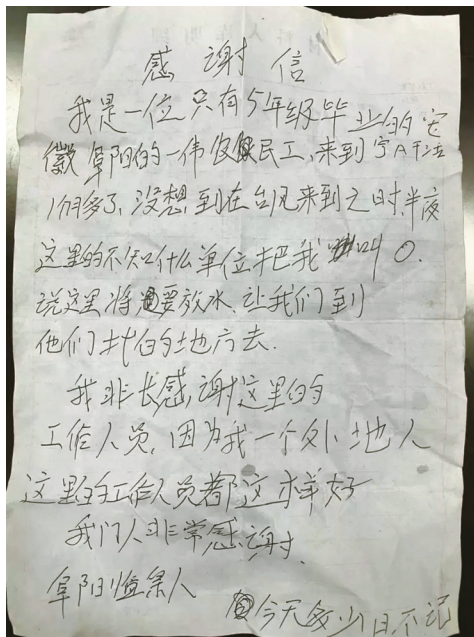 感谢信
我是一位只有5年级毕业的安
徽阜阳的一伟农民工,来到宁A干活
1个月多了,没想到在台风来到之时,半夜
这里的不知什么单位把我叫O.
说这里将要放水.让我们到
他们找的地方去.
我非长感谢这里的
工作人员,因为我一个外地人
这里的工作人员都这样好
我们人非常感谢.
阜阳临泉人
今天多少日不记